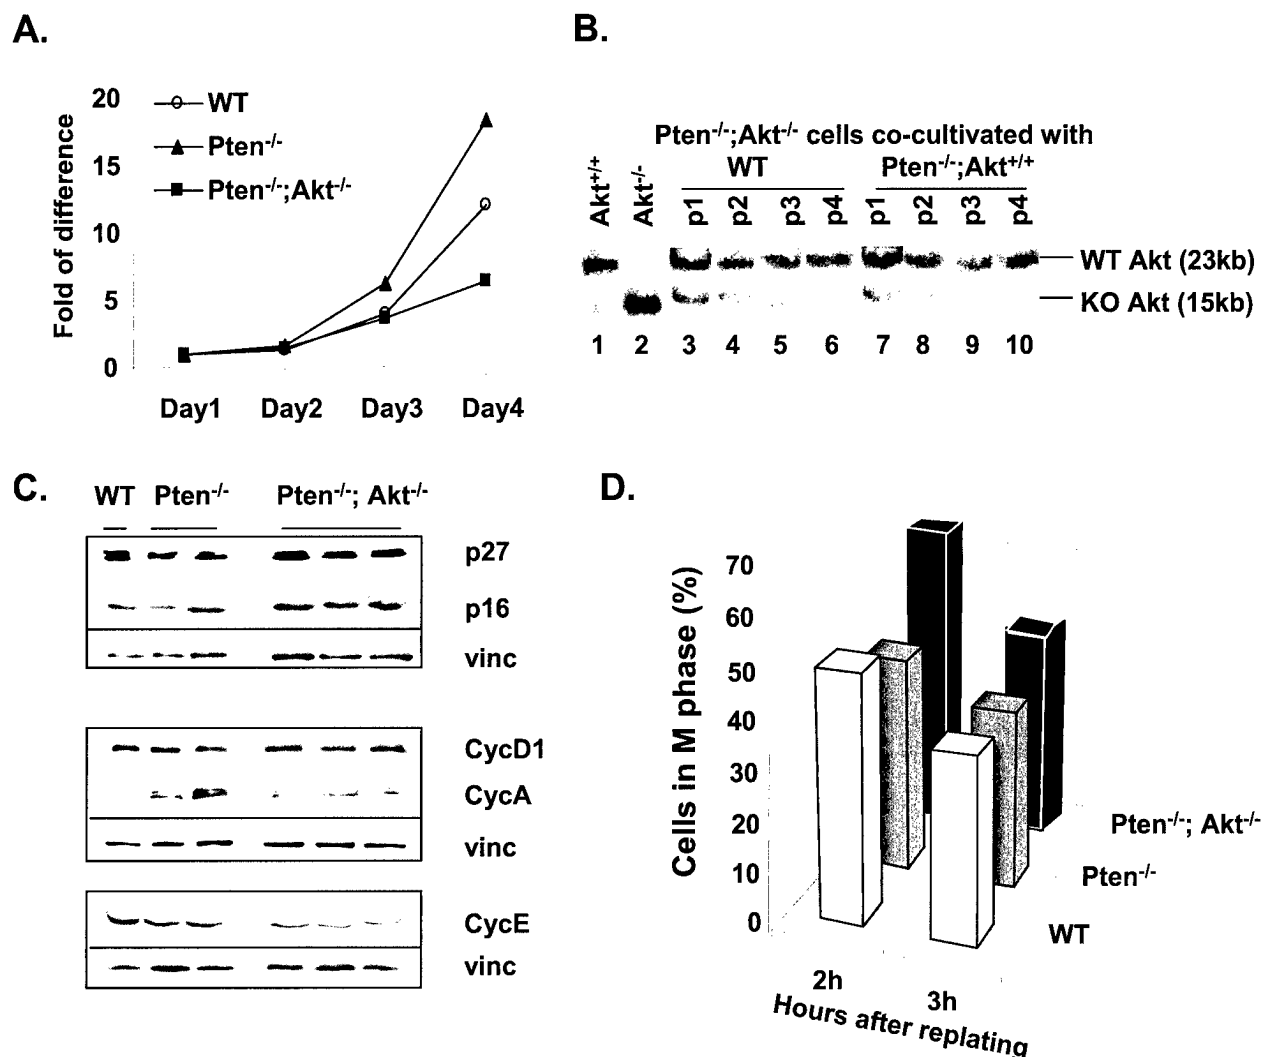 A.
20
15
10
5
0
Fold of difference
WT
Pten-/-
Pten-/-;Akt-/-
Day1 Day2 Day3 Day4
B.
Pten-/-;Akt-/- cells co-cultivated with
WT Pten-/-;Akt+/+
Akt+/+ Akt-/- p1 p2 p3 p4 p1 p2 p3 p4
WT Akt (23kb)
KO Akt (15kb)
1 2 3 4 5 6 7 8 9 10
C.
WT Pten-/- Pten-/-; Akt-/-
p27
p16
vinc
CycD1
CycA
vinc
CycE
vinc
D.
Cells in M phase (%)
70
60
50
40
30
20
10
0
Pten-/-; Akt-/-
Pten-/-
WT
2h 3h
Hours after replating